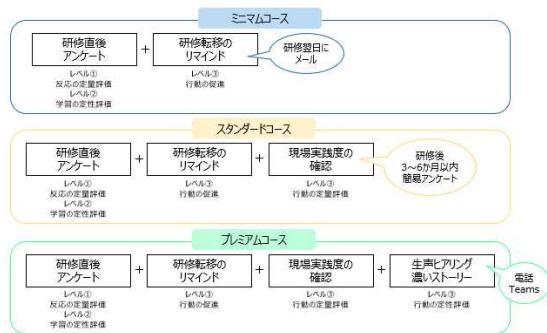 ミニマムコース
研修直後
アンケート
+
研修転移の
リマインド
研修翌日に
メール
レベル①
反応の定量評価
レベル②
学習の定性評価
レベル③
行動の促進
スタンダードコース
研修直後
アンケート
+
研修転移の
リマインド
+
現場実践度の
確認
研修後
3~6か月以内
簡易アンケート
レベル①
反応の定量評価
レベル②
学習の定性評価
レベル③
行動の促進
レベル③
行動の定量評価
プレミアムコース
研修直後
アンケート
+
研修転移の
リマインド
+
現場実践度の
確認
+
生声ヒアリング
濃いストーリー
電話
Teams
レベル①
反応の定量評価
レベル②
学習の定性評価
レベル③
行動の促進
レベル③
行動の定量評価
レベル③
行動の定性評価